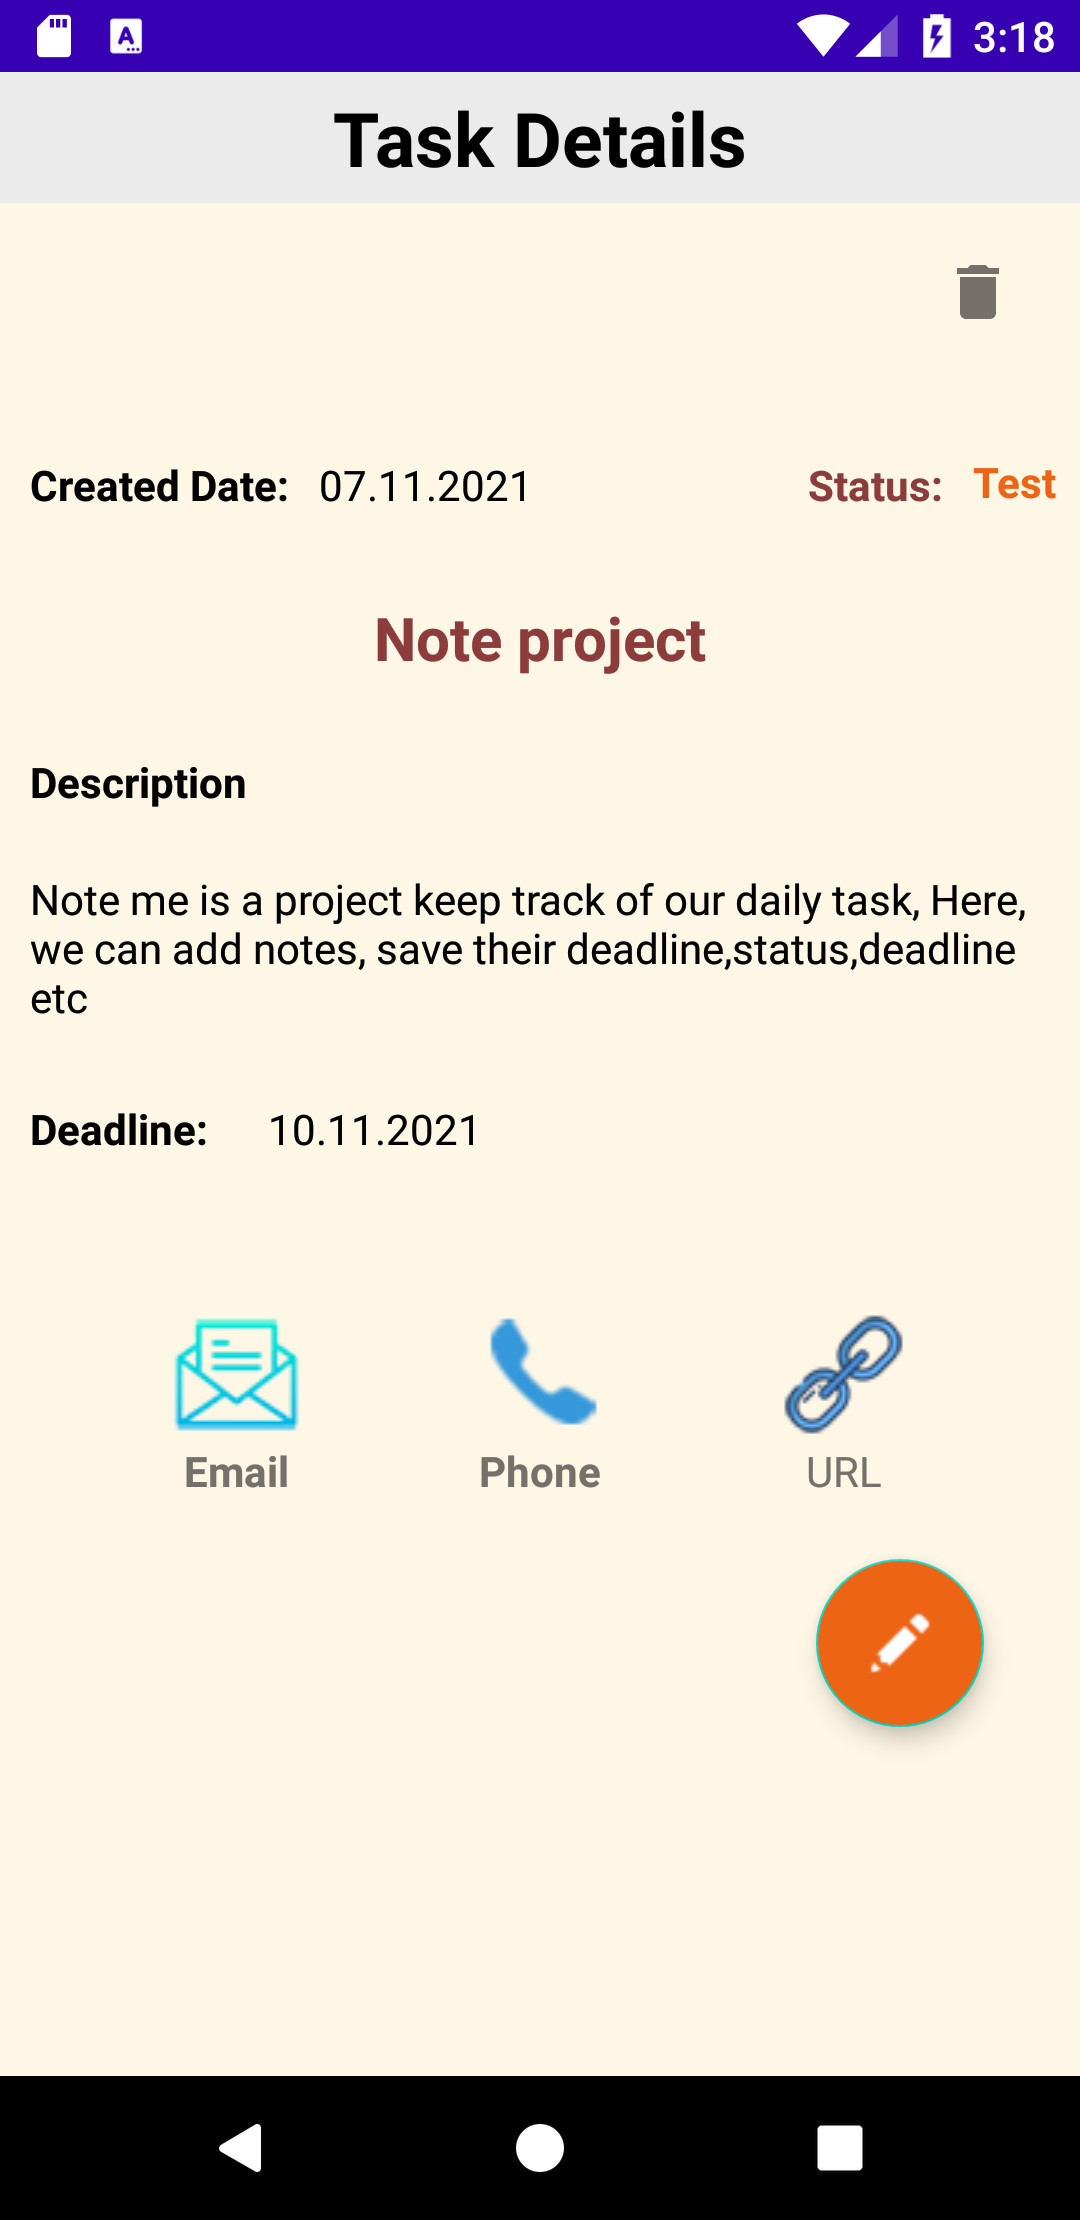 3:18
Task Details
Created Date: 07.11.2021 Status: Test
Note project
Description
Note me is a project keep track of our daily task, Here,
we can add notes, save their deadline,status,deadline
etc
Deadline: 10.11.2021
Email Phone URL